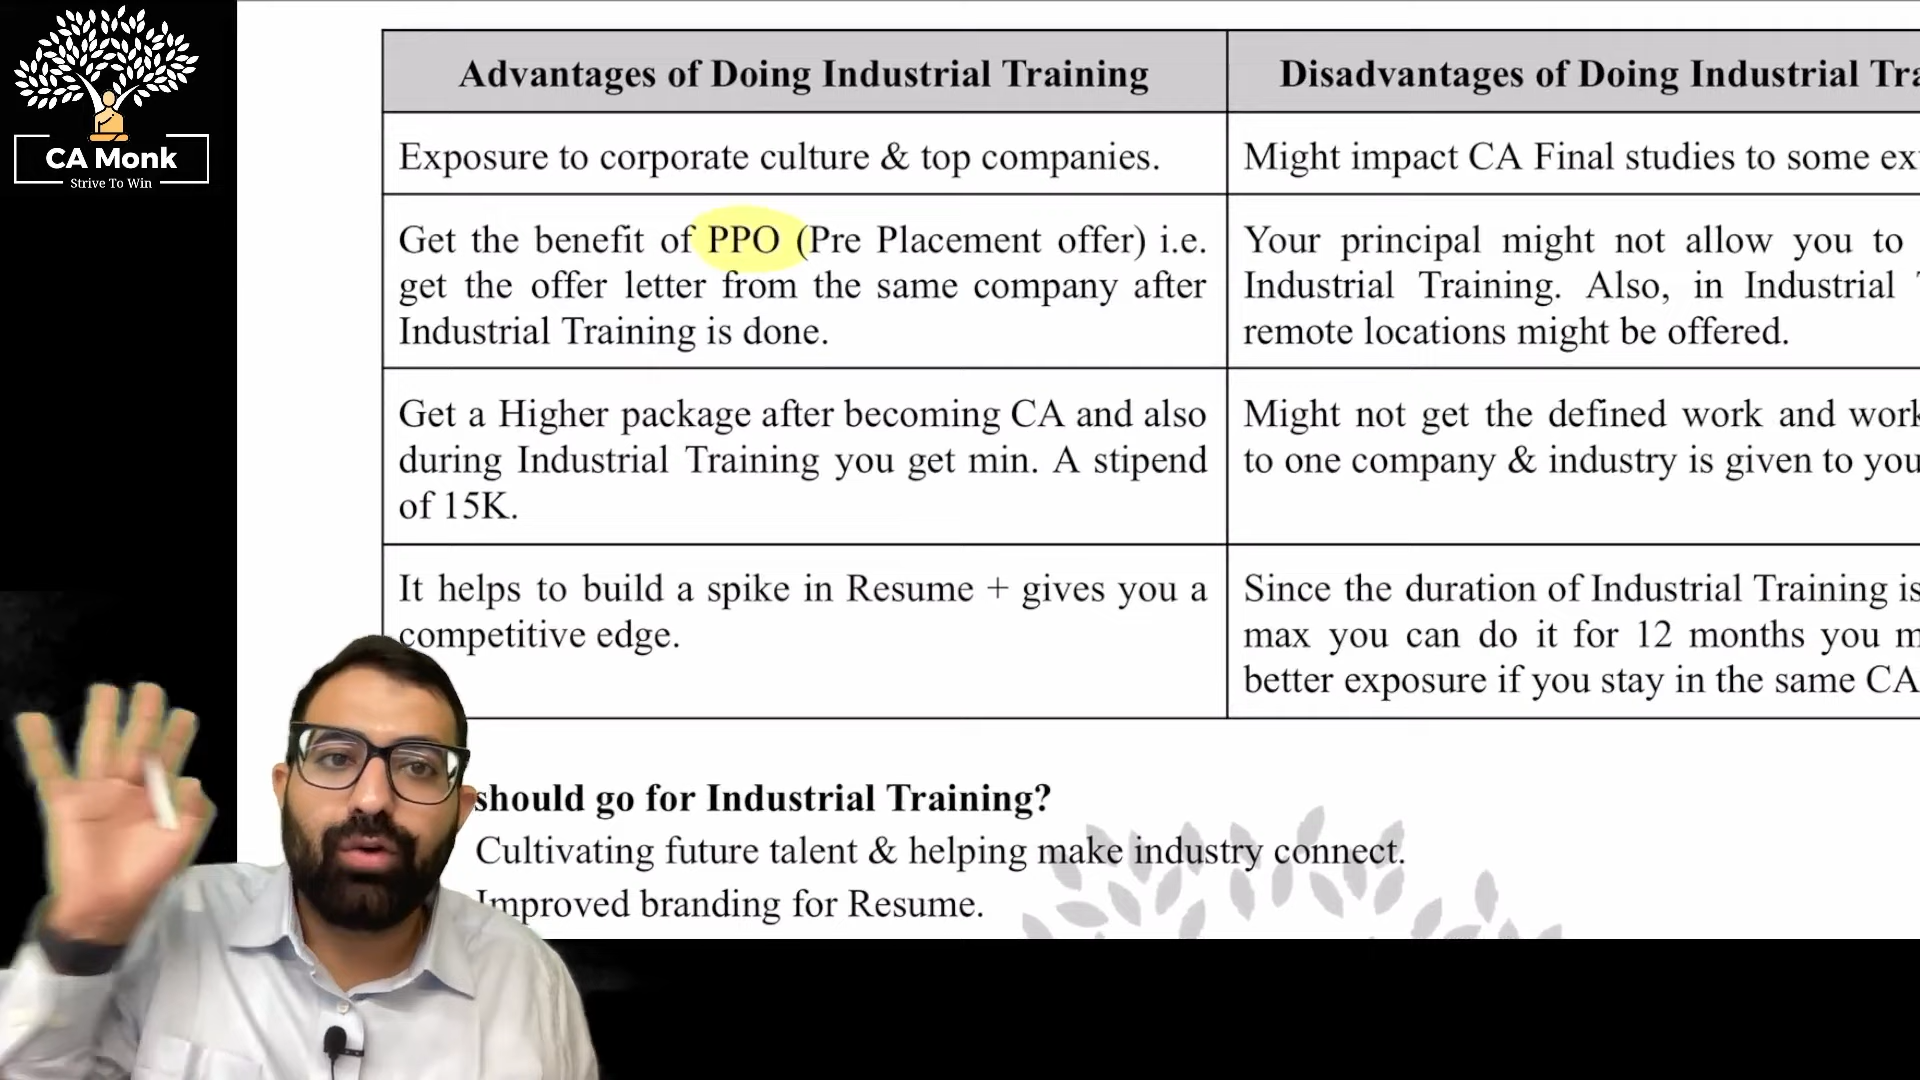 CA Monk
Strive To Win
Advantages of Doing Industrial Training
Disadvantages of Doing Industrial
Exposure to corporate culture & top companies.
Might impact CA Final studies to some
Get the benefit of PPO (Pre Placement offer) i.e.
get the offer letter from the same company after
Industrial Training is done.
Your principal might not allow you to
Industrial Training. Also, in Industrial
remote locations might be offered.
Get a Higher package after becoming CA and also
during Industrial Training you get min. A stipend
of 15K.
Might not get the defined work and work
to one company & industry is given to you
It helps to build a spike in Resume + gives you a
competitive edge.
Since the duration of Industrial Training is
max you can do it for 12 months you
better exposure if you stay in the same CA
should go for Industrial Training?
Cultivating future talent & helping make industry connect.
Improved branding for Resume.